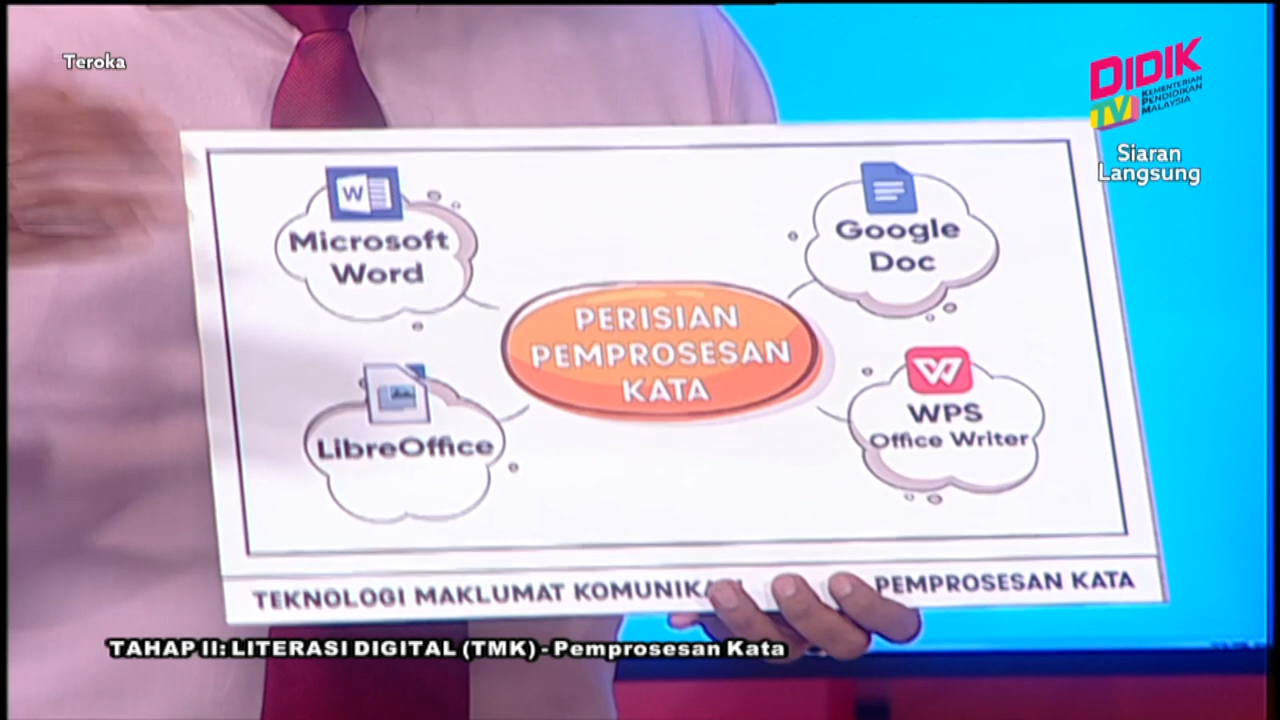 Teroka
DIDIK
TV
KEMENTERIAN
PENDIDIKAN
MALAYSIA
Siaran
Langsung
W
Microsoft
Word
Google
Doc
PERISIAN
PEMPROSESAN
KATA
LibreOffice
W
WPS
Office Writer
TEKNOLOGI MAKLUMAT PEMPROSESAN KATA
TAHAP II: LITERASI DIGITAL (TMK) - Pemprosesan Kata